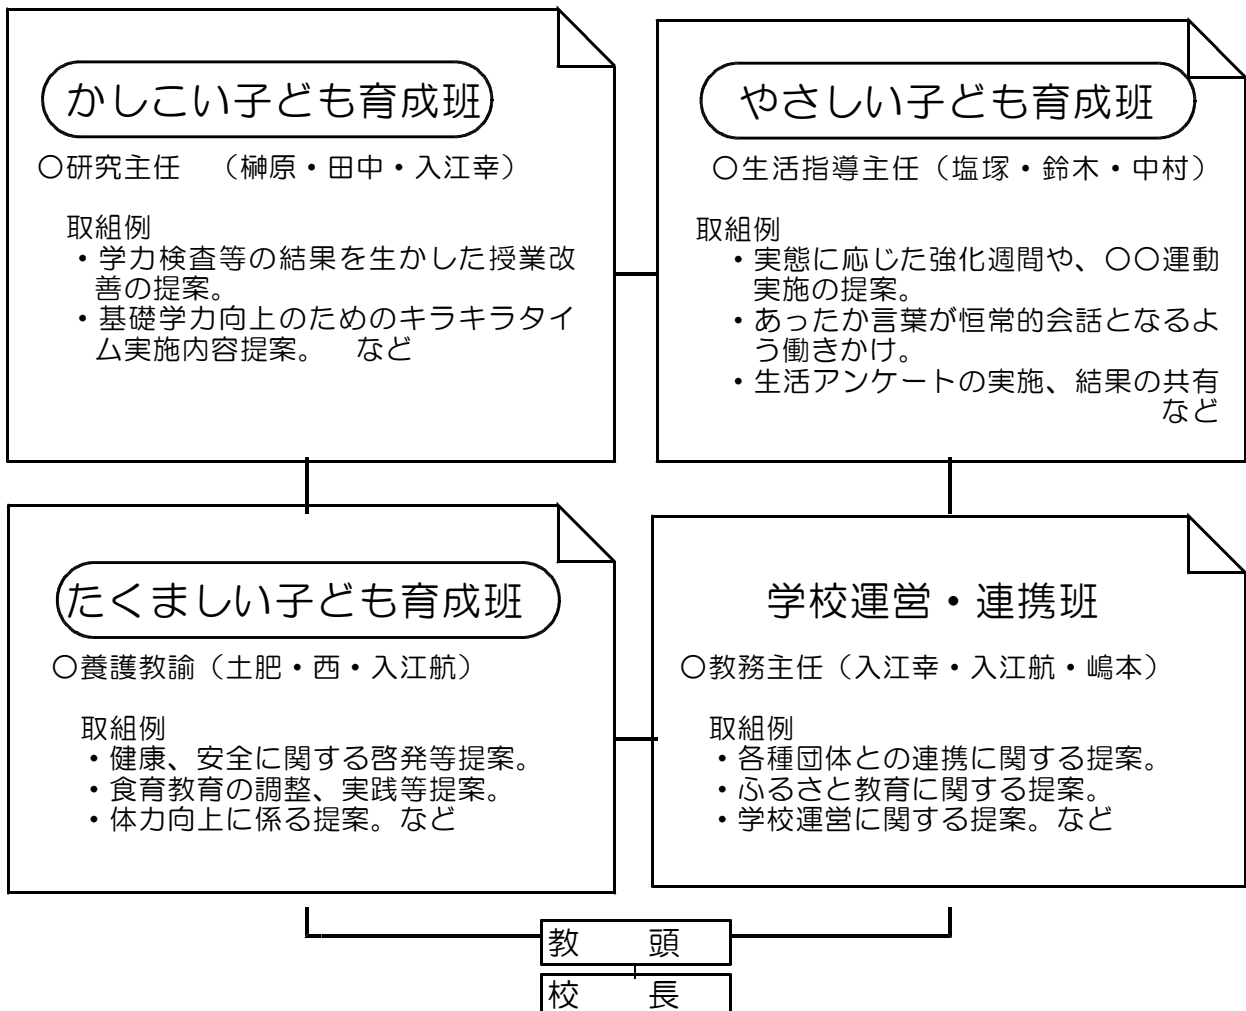 かしこい子ども育成班
〇研究主任　（榊原・田中・入江幸）
取組例
・学力検査等の結果を生かした授業改
善の提案。
・基礎学力向上のためのキラキラタイ
ム実施内容提案。　など
やさしい子ども育成班
〇生活指導主任（塩塚・鈴木・中村）
取組例
・実態に応じた強化週間や、〇〇運動
実施の提案。
・あったか言葉が恒常的会話となるよ
う働きかけ。
・生活アンケートの実施、結果の共有
など
たくましい子ども育成班
〇養護教諭（土肥・西・入江航）
取組例
・健康、安全に関する啓発等提案。
・食育教育の調整、実践等提案。
・体力向上に係る提案。など
学校運営・連携班
〇教務主任（入江幸・入江航・嶋本）
取組例
・各種団体との連携に関する提案。
・ふるさと教育に関する提案。
・学校運営に関する提案。など
教　　頭
校　　長